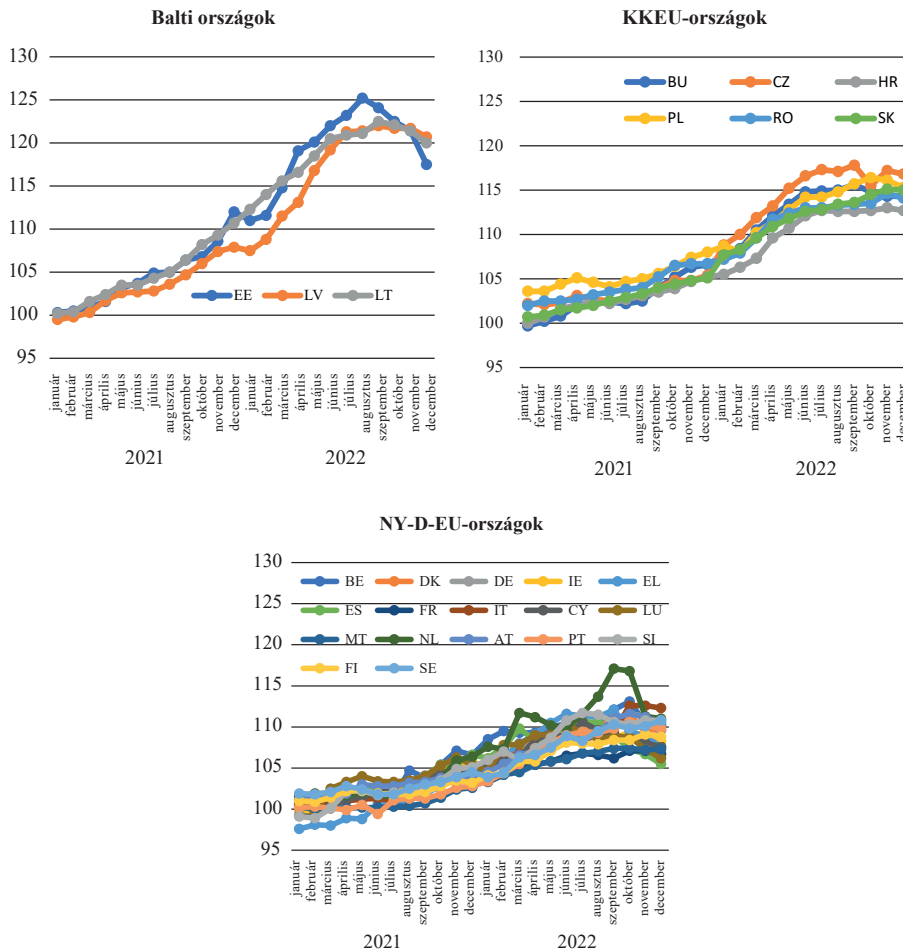 Balti országok
130
125
120
115
110
105
100
95
EE LV LT
január
február
március
április
május
június
július
augusztus
szeptember
október
november
december
január
február
március
április
május
június
július
augusztus
szeptember
október
november
december
2021 2022
KKEU-országok
130
125
120
115
110
105
100
95
BU CZ HR
PL RO SK
január
február
március
április
május
június
július
augusztus
szeptember
október
november
december
január
február
március
április
május
június
július
augusztus
szeptember
október
november
december
2021 2022
NY-D-EU-országok
130
125
120
115
110
105
100
95
BE DK DE IE EL
ES FR IT CY LU
MT NL AT PT SI
FI SE
január
február
március
április
május
június
július
augusztus
szeptember
október
november
december
január
február
március
április
május
június
július
augusztus
szeptember
október
november
december
2021 2022